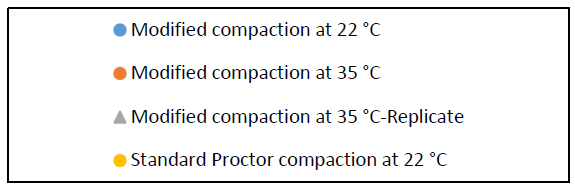 Modified compaction at 22 °C
Modified compaction at 35 °C
Modified compaction at 35 °C-Replicate
Standard Proctor compaction at 22 °C